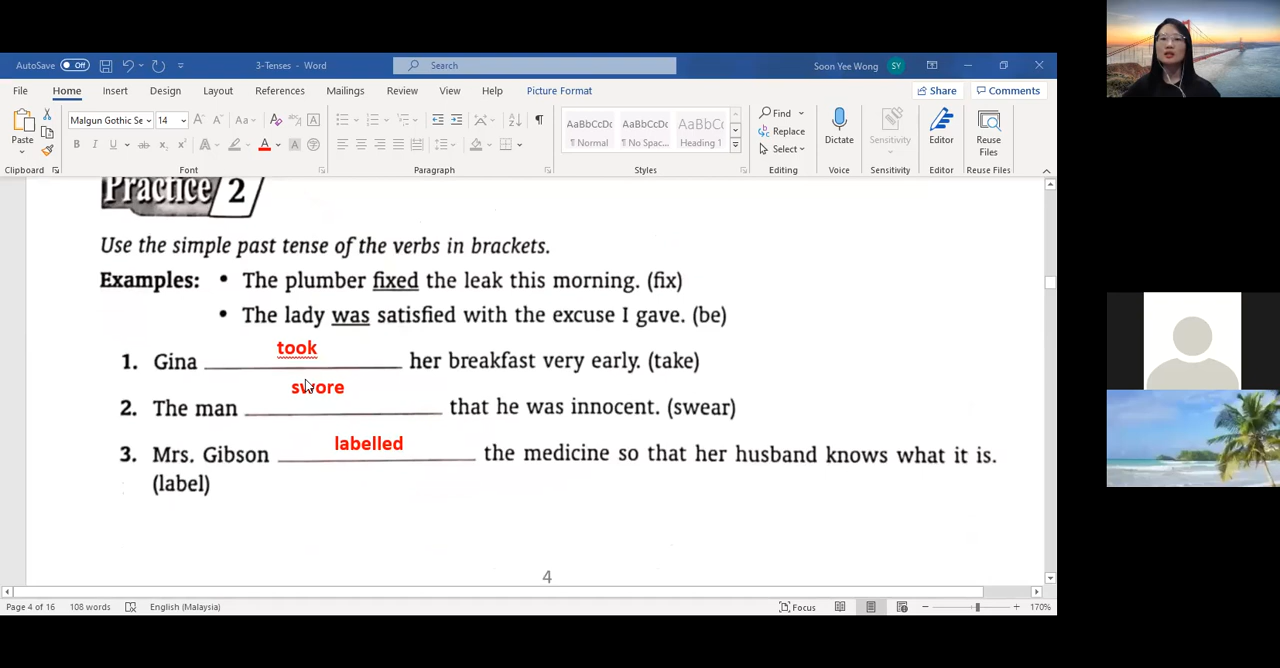 AutoSave Off 3-Tenses - Word Search Soon Yee Wong SY
File Home Insert Design Layout References Mailings Review View Help Picture Format Share Comments
Paste Malgun Gothic Se 14 A A Aa A A AaBbCcDc AaBbCcDc AaBbCcD Find Replace Select Dictate Sensitivity Editor Reuse Files
B I U ab x₂ x² A A A ¶ Normal ¶ No Spac... Heading 1
Clipboard Font Paragraph Styles Editing Voice Sensitivity Editor Reuse Files
Practice 2
Use the simple past tense of the verbs in brackets.
Examples: • The plumber fixed the leak this morning. (fix)
• The lady was satisfied with the excuse I gave. (be)
1. Gina took her breakfast very early. (take)
2. The man swore that he was innocent. (swear)
3. Mrs. Gibson labelled the medicine so that her husband knows what it is.
(label)
4
Page 4 of 16 108 words English (Malaysia) Focus 170%